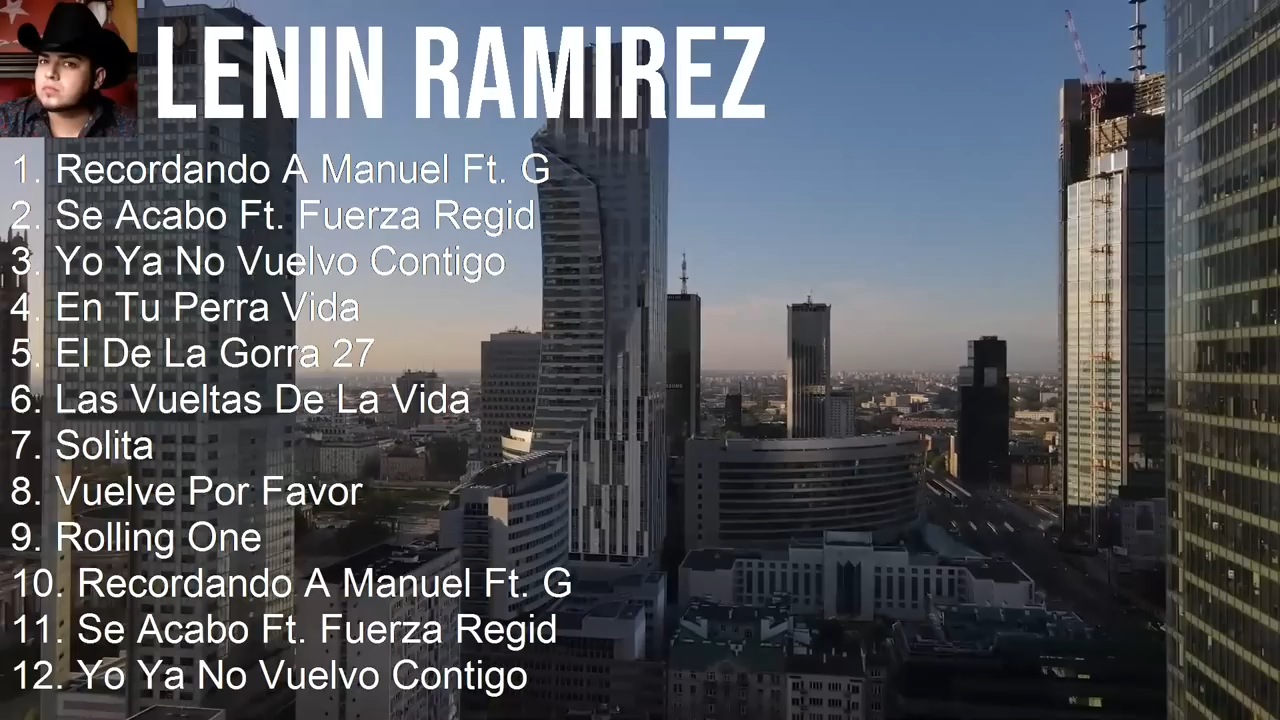 LENIN RAMIREZ
1. Recordando A Manuel Ft. G
2. Se Acabo Ft. Fuerza Regid
3. Yo Ya No Vuelvo Contigo
4. En Tu Perra Vida
5. El De La Gorra 27
6. Las Vueltas De La Vida
7. Solita
8. Vuelve Por Favor
9. Rolling One
10. Recordando A Manuel Ft. G
11. Se Acabo Ft. Fuerza Regid
12. Yo Ya No Vuelvo Contigo